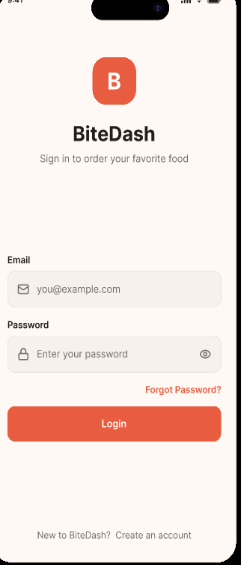 9:41
B
BiteDash
Sign in to order your favorite food
Email
you@example.com
Password
Enter your password
Forgot Password?
Login
New to BiteDash? Create an account